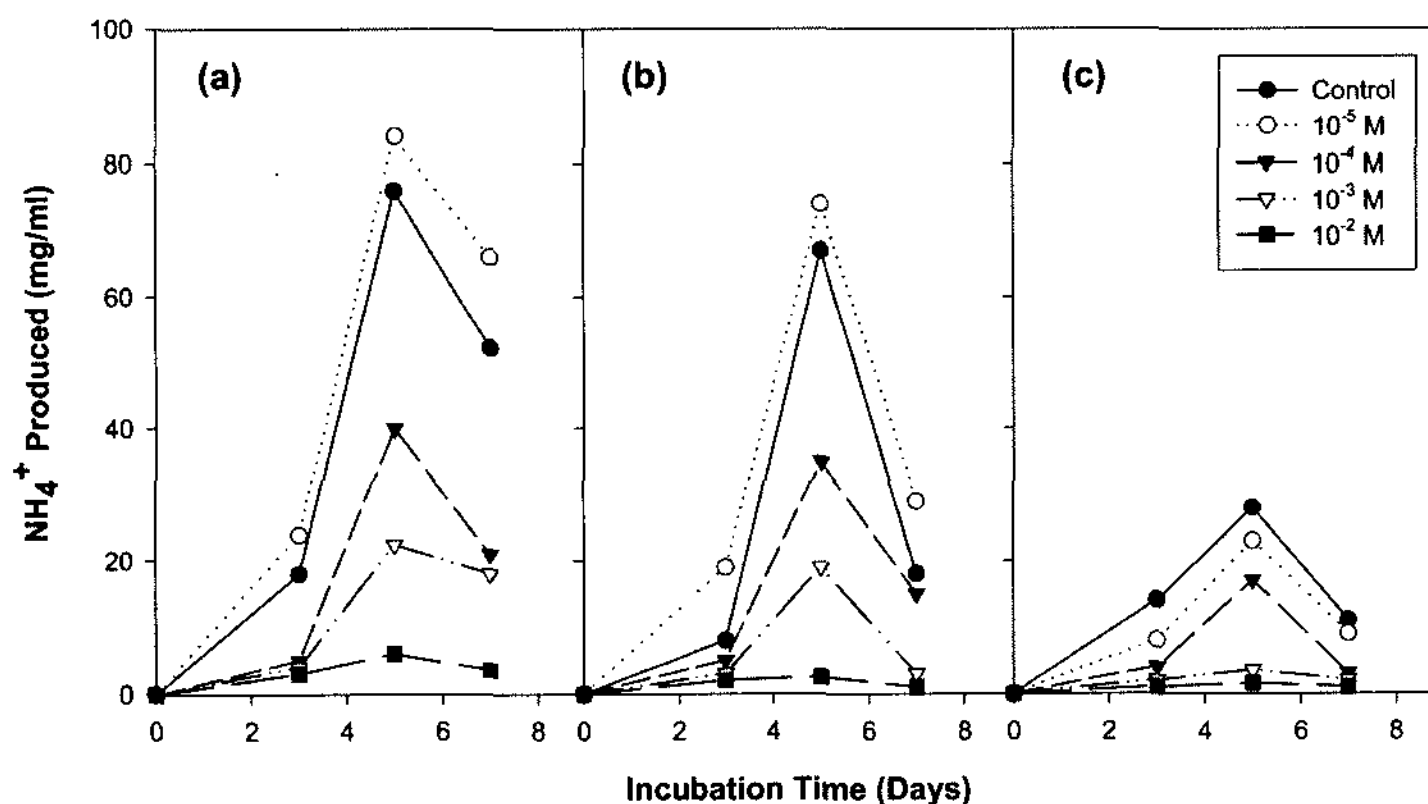 (a)
(b)
(c)
Control
10⁻⁵ M
10⁻⁴ M
10⁻³ M
10⁻² M
NH₄⁺ Produced (mg/ml)
100
80
60
40
20
0
0 2 4 6 8
0 2 4 6 8
0 2 4 6 8
Incubation Time (Days)